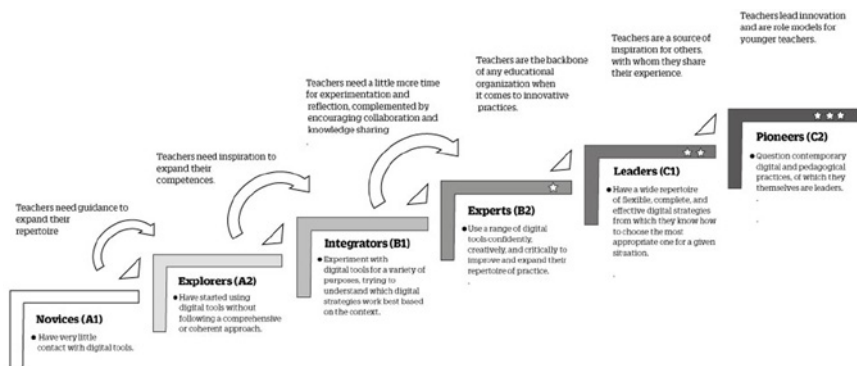 Teachers need guidance to
expand their
repertoire
Novices (A1)
Have very little
contact with digital tools.
Teachers need inspiration to
expand their
competences.
Explorers (A2)
Have started using
digital tools without
following a comprehensive
or coherent approach.
Teachers need a little more time
for experimentation and
reflection, complemented by
encouraging collaboration and
knowledge sharing
.
Integrators (B1)
Experiment with
digital tools for a variety of
purposes, trying to
understand which digital
strategies work best based
on the context.
Teachers are the backbone
of any educational
organization when
it comes to innovative
practices.
Experts (B2)
Use a range of digital
tools confidently,
creatively, and critically to
improve and expand their
repertoire of practice.
.
Teachers are a source of
inspiration for others,
with whom they share
their experience.
Leaders (C1)
Have a wide repertoire
of flexible, complete, and
effective digital strategies
from which they know how
to choose the most
appropriate one for a given
situation.
.
Teachers lead innovation
and are role models for
younger teachers.
Pioneers (C2)
Question contemporary
digital and pedagogical
practices, of which they
themselves are leaders.
.
.